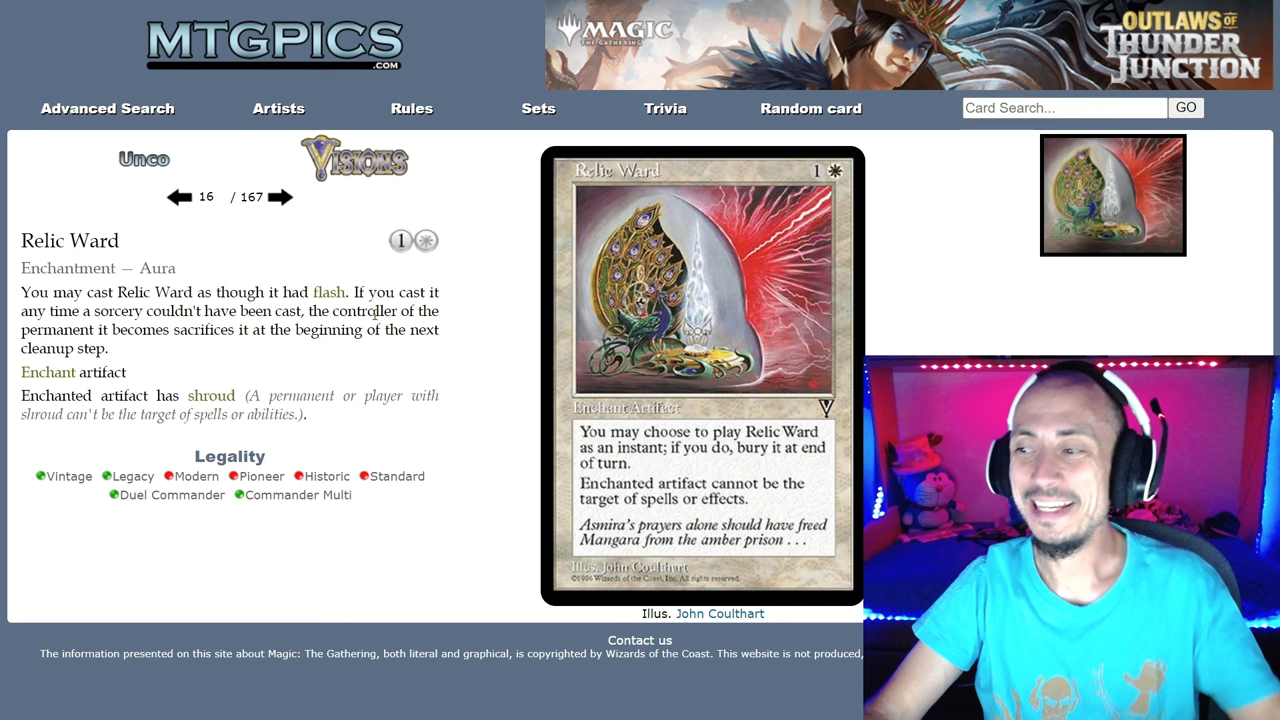 MTGPICS
.COM
MAGIC
THE GATHERING
OUTLAWS OF
THUNDER
JUNCTION
Advanced Search
Artists
Rules
Sets
Trivia
Random card
Card Search...
GO
Unco
VISIONS
16 / 167
Relic Ward
1
Enchantment — Aura
You may cast Relic Ward as though it had flash. If you cast it
any time a sorcery couldn't have been cast, the controller of the
permanent it becomes sacrifices it at the beginning of the next
cleanup step.
Enchant artifact
Enchanted artifact has shroud (A permanent or player with
shroud can't be the target of spells or abilities.).
Legality
Vintage Legacy Modern Pioneer Historic Standard
Duel Commander Commander Multi
Relic Ward 1
Enchant Artifact
You may choose to play Relic Ward
as an instant; if you do, bury it at end
of turn.
Enchanted artifact cannot be the
target of spells or effects.
Asmira's prayers alone should have freed
Mangara from the amber prison . . .
Illus. John Coulthart
©1996 Wizards of the Coast, Inc. All rights reserved.
Illus. John Coulthart
Contact us
The information presented on this site about Magic: The Gathering, both literal and graphical, is copyrighted by Wizards of the Coast. This website is not produced,